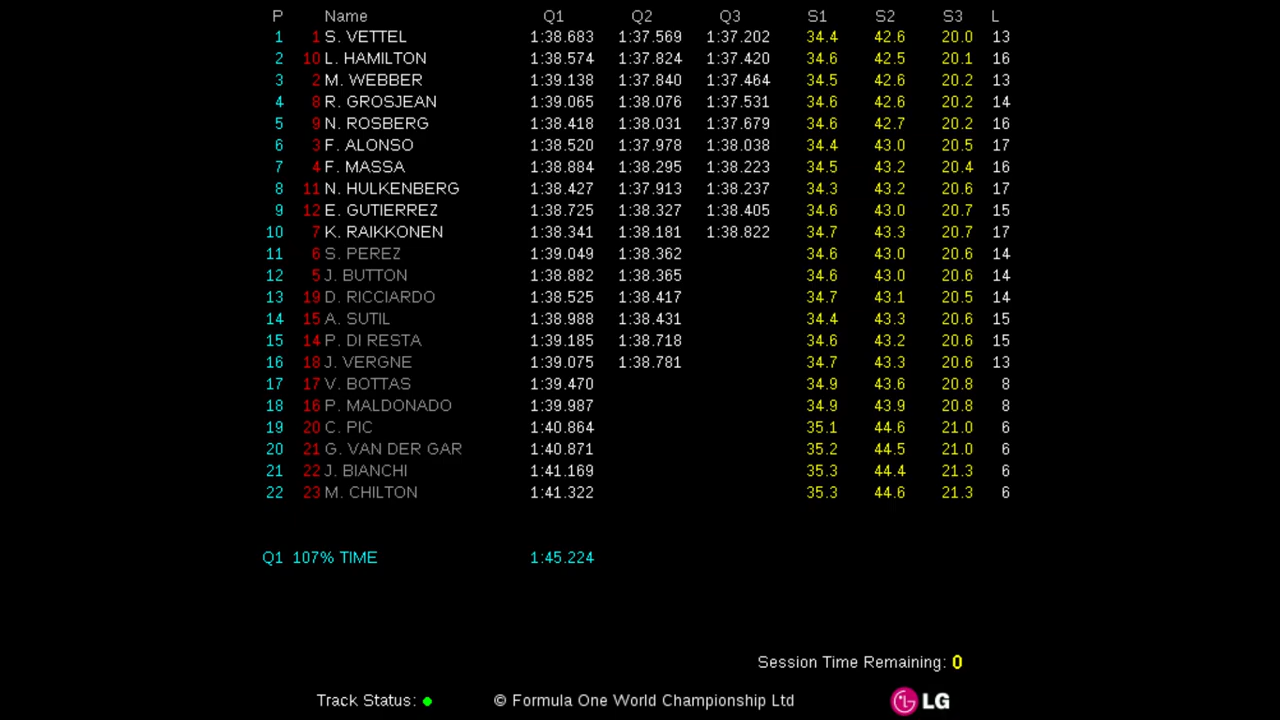 P Name Q1 Q2 Q3 S1 S2 S3 L
1 1 S. VETTEL 1:38.683 1:37.569 1:37.202 34.4 42.6 20.0 13
2 10 L. HAMILTON 1:38.574 1:37.824 1:37.420 34.6 42.5 20.1 16
3 2 M. WEBBER 1:39.138 1:37.840 1:37.464 34.5 42.6 20.2 13
4 8 R. GROSJEAN 1:39.065 1:38.076 1:37.531 34.6 42.6 20.2 14
5 9 N. ROSBERG 1:38.418 1:38.031 1:37.679 34.6 42.7 20.2 16
6 3 F. ALONSO 1:38.520 1:37.978 1:38.038 34.4 43.0 20.5 17
7 4 F. MASSA 1:38.884 1:38.295 1:38.223 34.5 43.2 20.4 16
8 11 N. HULKENBERG 1:38.427 1:37.913 1:38.237 34.3 43.2 20.6 17
9 12 E. GUTIERREZ 1:38.725 1:38.327 1:38.405 34.6 43.0 20.7 15
10 7 K. RAIKKONEN 1:38.341 1:38.181 1:38.822 34.7 43.3 20.7 17
11 6 S. PEREZ 1:39.049 1:38.362 34.6 43.0 20.6 14
12 5 J. BUTTON 1:38.882 1:38.365 34.6 43.0 20.6 14
13 19 D. RICCIARDO 1:38.525 1:38.417 34.7 43.1 20.5 14
14 15 A. SUTIL 1:38.988 1:38.431 34.4 43.3 20.6 15
15 14 P. DI RESTA 1:39.185 1:38.718 34.6 43.2 20.6 15
16 18 J. VERGNE 1:39.075 1:38.781 34.7 43.3 20.6 13
17 17 V. BOTTAS 1:39.470 34.9 43.6 20.8 8
18 16 P. MALDONADO 1:39.987 34.9 43.9 20.8 8
19 20 C. PIC 1:40.864 35.1 44.6 21.0 6
20 21 G. VAN DER GAR 1:40.871 35.2 44.5 21.0 6
21 22 J. BIANCHI 1:41.169 35.3 44.4 21.3 6
22 23 M. CHILTON 1:41.322 35.3 44.6 21.3 6
Q1 107% TIME 1:45.224
Session Time Remaining: 0
Track Status: © Formula One World Championship Ltd LG